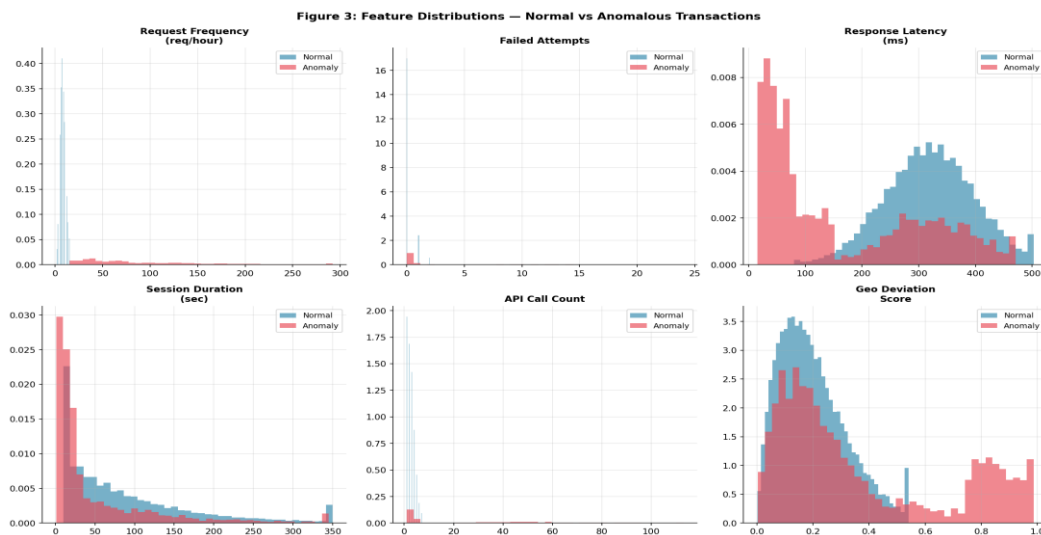 Figure 3: Feature Distributions — Normal vs Anomalous Transactions
Request Frequency
(req/hour)
Normal
Anomaly
0.40
0.35
0.30
0.25
0.20
0.15
0.10
0.05
0.00
0 50 100 150 200 250 300
Failed Attempts
Normal
Anomaly
16
14
12
10
8
6
4
2
0
0 5 10 15 20 25
Response Latency
(ms)
Normal
Anomaly
0.008
0.006
0.004
0.002
0.000
0 100 200 300 400 500
Session Duration
(sec)
Normal
Anomaly
0.030
0.025
0.020
0.015
0.010
0.005
0.000
0 50 100 150 200 250 300 350
API Call Count
Normal
Anomaly
2.00
1.75
1.50
1.25
1.00
0.75
0.50
0.25
0.00
0 20 40 60 80 100
Geo Deviation
Score
Normal
Anomaly
3.5
3.0
2.5
2.0
1.5
1.0
0.5
0.0
0.0 0.2 0.4 0.6 0.8